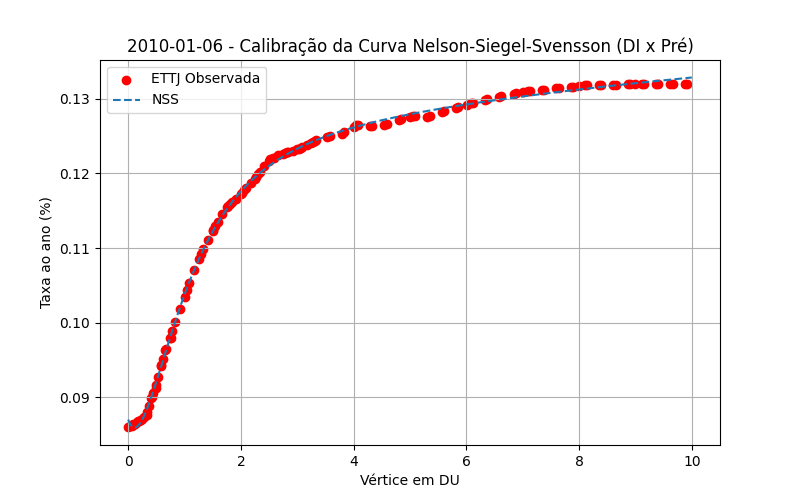 2010-01-06 - Calibração da Curva Nelson-Siegel-Svensson (DI x Pré)
ETTJ Observada
NSS
Taxa ao ano (%)
0.13
0.12
0.11
0.10
0.09
0 2 4 6 8 10
Vértice em DU